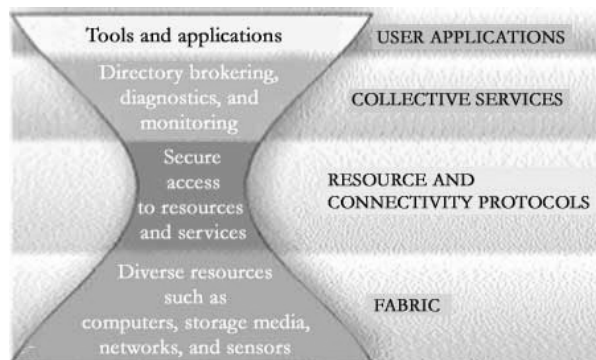 Tools and applications
USER APPLICATIONS
Directory brokering,
diagnostics, and
monitoring
COLLECTIVE SERVICES
Secure
access
to resources
and services
RESOURCE AND
CONNECTIVITY PROTOCOLS
Diverse resources
such as
computers, storage media,
networks, and sensors
FABRIC